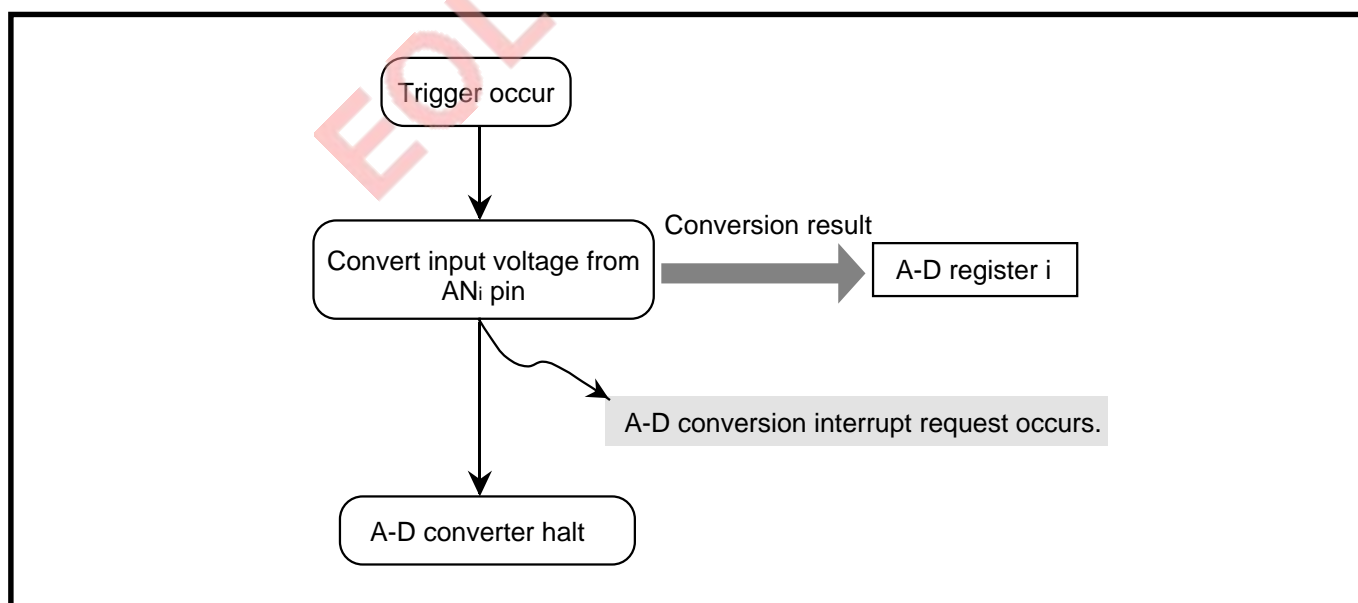 EOL
Trigger occur
Convert input voltage from
ANi pin
Conversion result
A-D register i
A-D conversion interrupt request occurs.
A-D converter halt